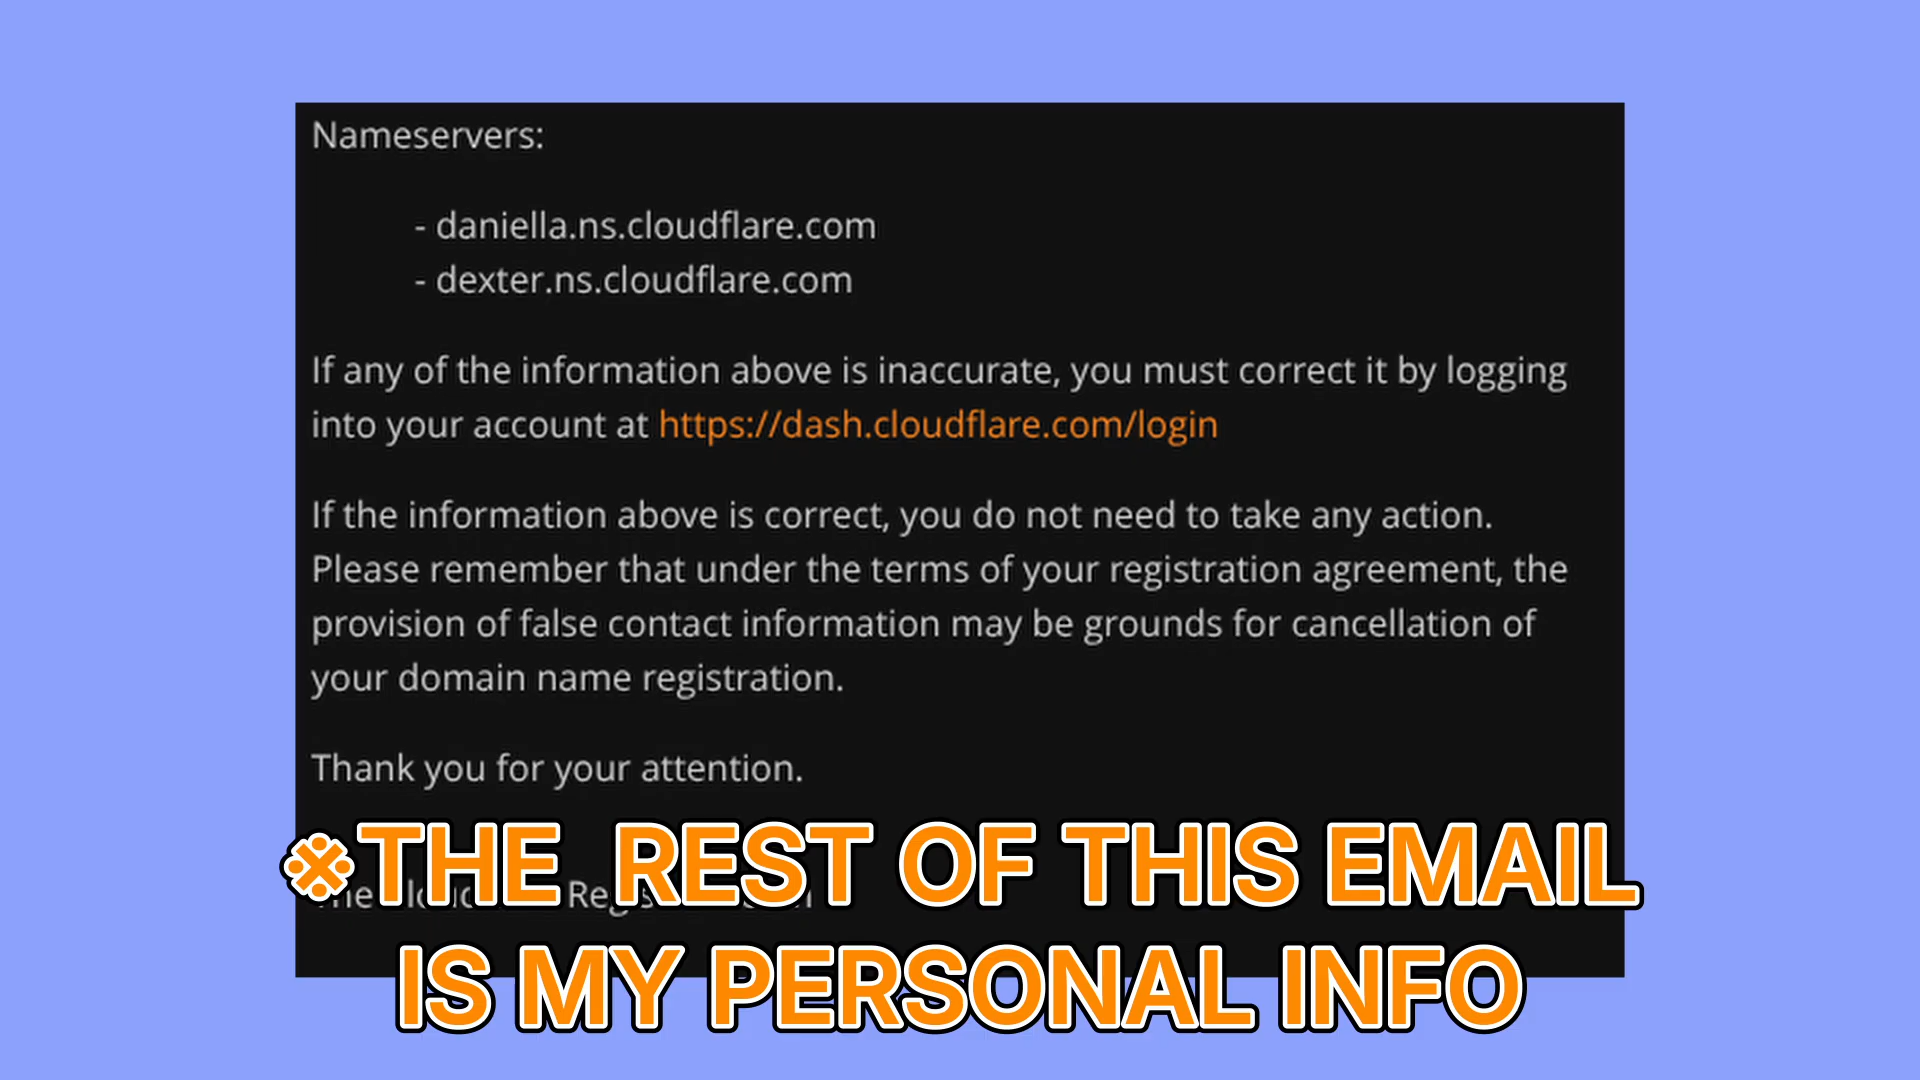 Nameservers:
- daniella.ns.cloudflare.com
- dexter.ns.cloudflare.com
If any of the information above is inaccurate, you must correct it by logging
into your account at https://dash.cloudflare.com/login
If the information above is correct, you do not need to take any action.
Please remember that under the terms of your registration agreement, the
provision of false contact information may be grounds for cancellation of
your domain name registration.
Thank you for your attention.
※THE REST OF THIS EMAIL
IS MY PERSONAL INFO